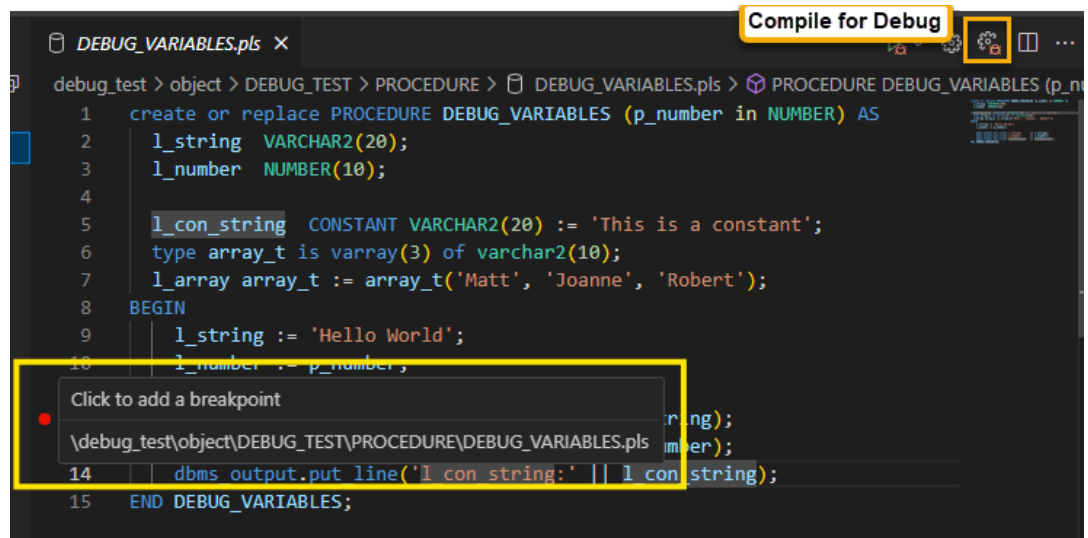 Compile for Debug
DEBUG_VARIABLES.pls
debug_test > object > DEBUG_TEST > PROCEDURE > DEBUG_VARIABLES.pls > PROCEDURE DEBUG_VARIABLES (p_nu
1 create or replace PROCEDURE DEBUG_VARIABLES (p_number in NUMBER) AS
2 l_string VARCHAR2(20);
3 l_number NUMBER(10);
4
5 l_con_string CONSTANT VARCHAR2(20) := 'This is a constant';
6 type array_t is varray(3) of varchar2(10);
7 l_array array_t := array_t('Matt', 'Joanne', 'Robert');
8 BEGIN
9 l_string := 'Hello World';
10 l_number := p_number;
Click to add a breakpoint
ring);
\debug_test\object\DEBUG_TEST\PROCEDURE\DEBUG_VARIABLES.pls
mber);
14 dbms_output.put_line('l_con_string:' || l_con_string);
15 END DEBUG_VARIABLES;